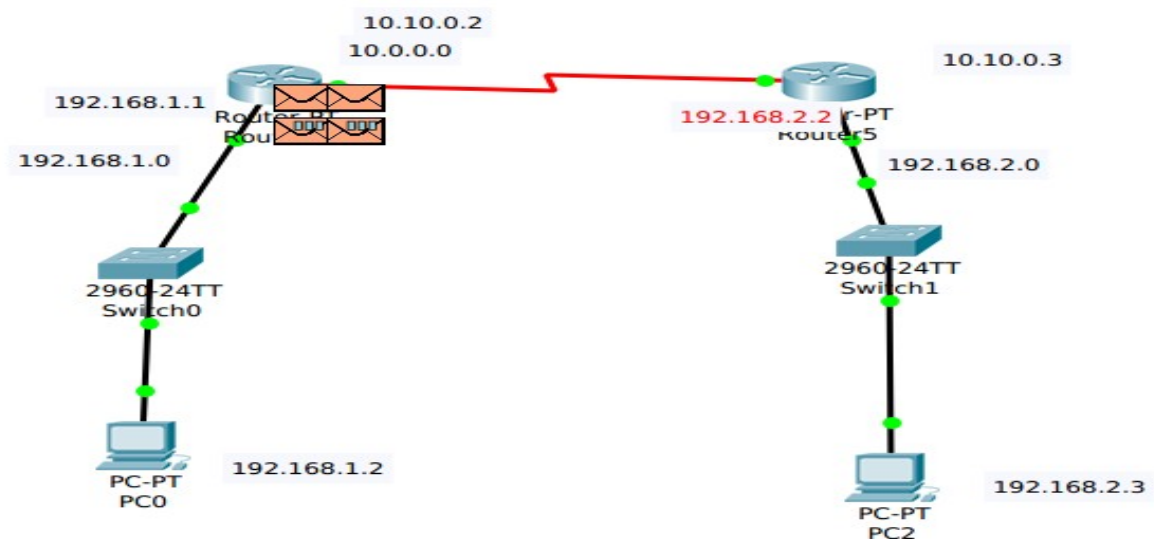 10.10.0.2
10.0.0.0
10.10.0.3
192.168.1.1
192.168.2.2
Router5
192.168.1.0
192.168.2.0
2960-24TT
Switch0
2960-24TT
Switch1
192.168.1.2
PC-PT
PC0
192.168.2.3
PC-PT
PC2